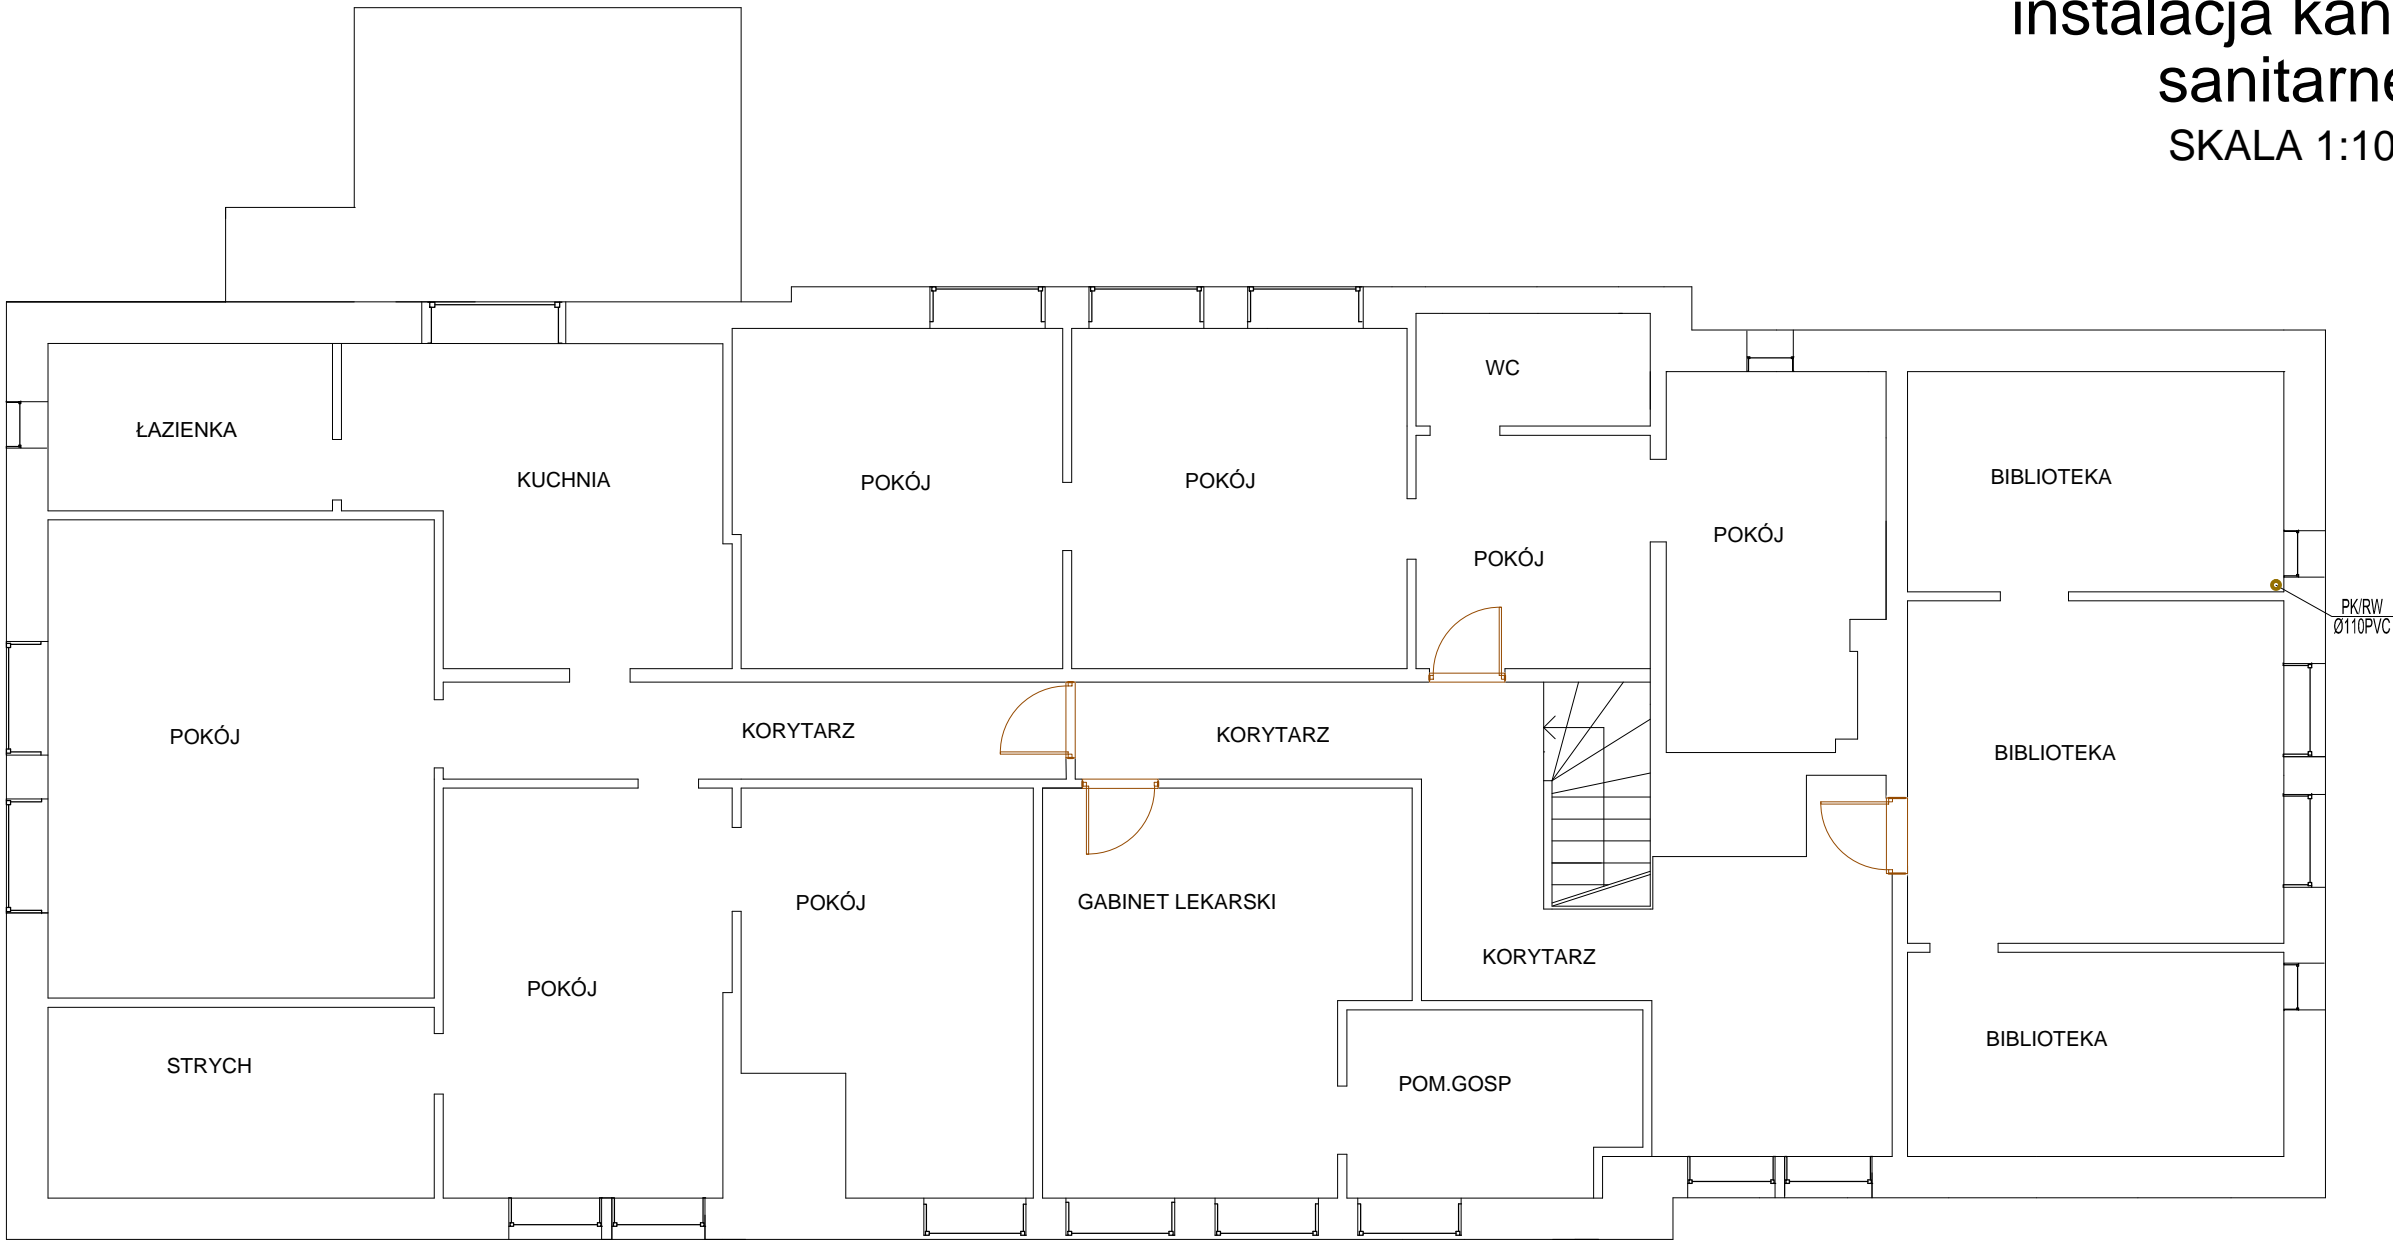 instalacja kan
sanitarne
SKALA 1:10
WC
ŁAZIENKA
KUCHNIA
POKÓJ
POKÓJ
BIBLIOTEKA
POKÓJ
POKÓJ
PK/RW
Ø110PVC
POKÓJ
KORYTARZ
KORYTARZ
BIBLIOTEKA
POKÓJ
GABINET LEKARSKI
KORYTARZ
POKÓJ
BIBLIOTEKA
STRYCH
POM.GOSP